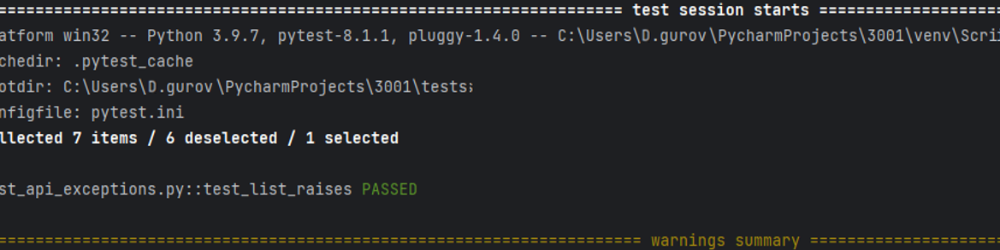 ==================================================================== test session starts ====================
atform win32 -- Python 3.9.7, pytest-8.1.1, pluggy-1.4.0 -- C:\Users\D.gurov\PycharmProjects\3001\venv\Scri
chedir: .pytest_cache
otdir: C:\Users\D.gurov\PycharmProjects\3001\tests
nfigfile: pytest.ini
llected 7 items / 6 deselected / 1 selected
st_api_exceptions.py::test_list_raises PASSED
====================================================================== warnings summary =====================